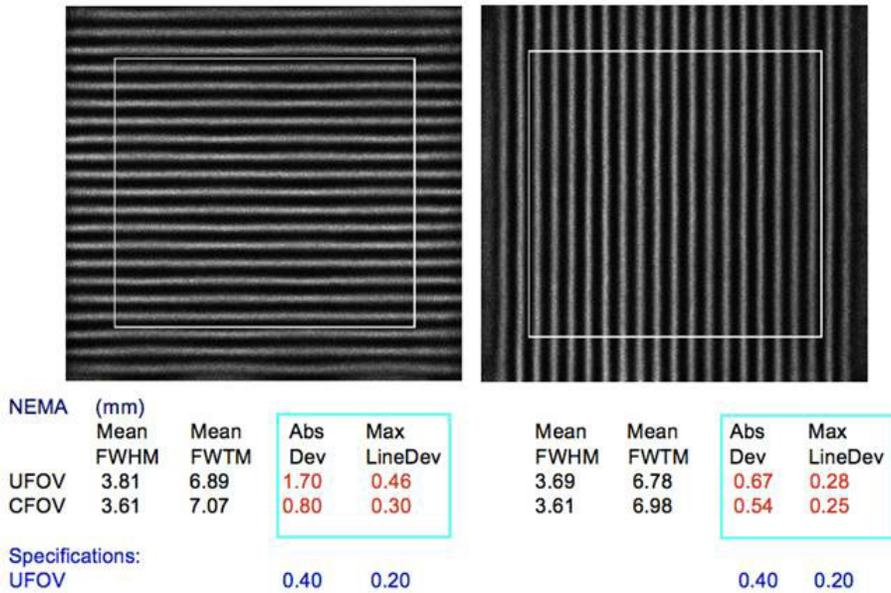 NEMA (mm)
Mean Mean Abs Max Mean Mean Abs Max
FWHM FWTM Dev LineDev FWHM FWTM Dev LineDev
UFOV 3.81 6.89 1.70 0.46 3.69 6.78 0.67 0.28
CFOV 3.61 7.07 0.80 0.30 3.61 6.98 0.54 0.25
Specifications:
UFOV 0.40 0.20 0.40 0.20